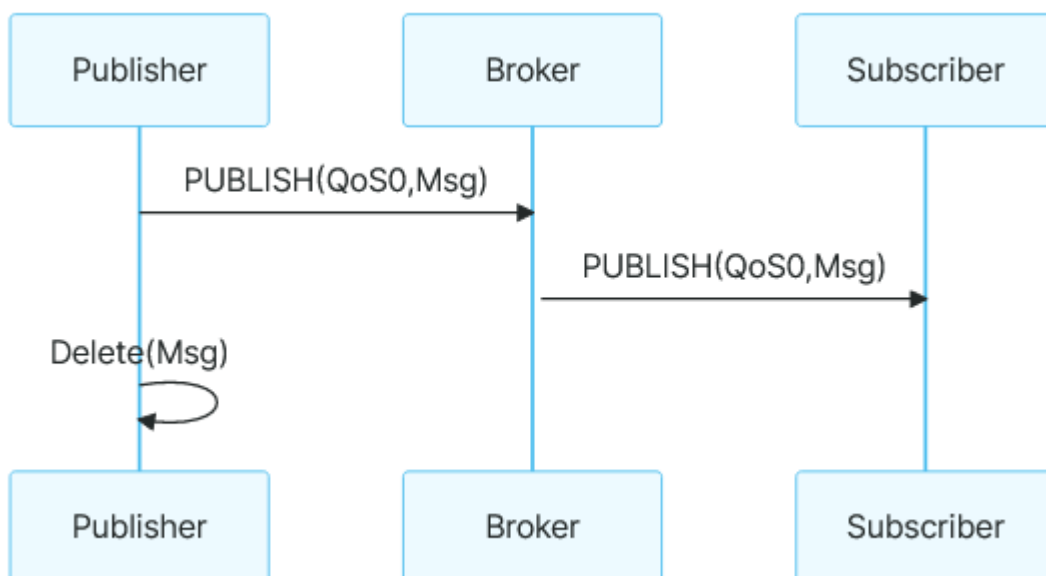 Publisher
Broker
Subscriber
PUBLISH(QoS0,Msg)
PUBLISH(QoS0,Msg)
Delete(Msg)
Publisher
Broker
Subscriber